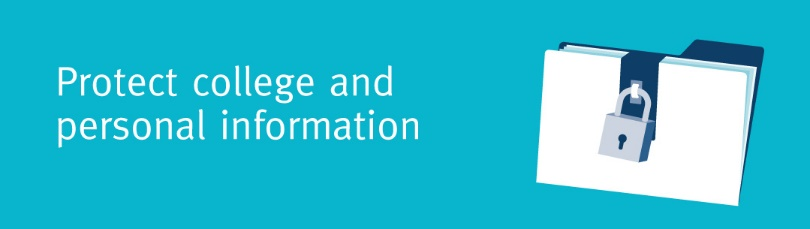 Protect college and
personal information